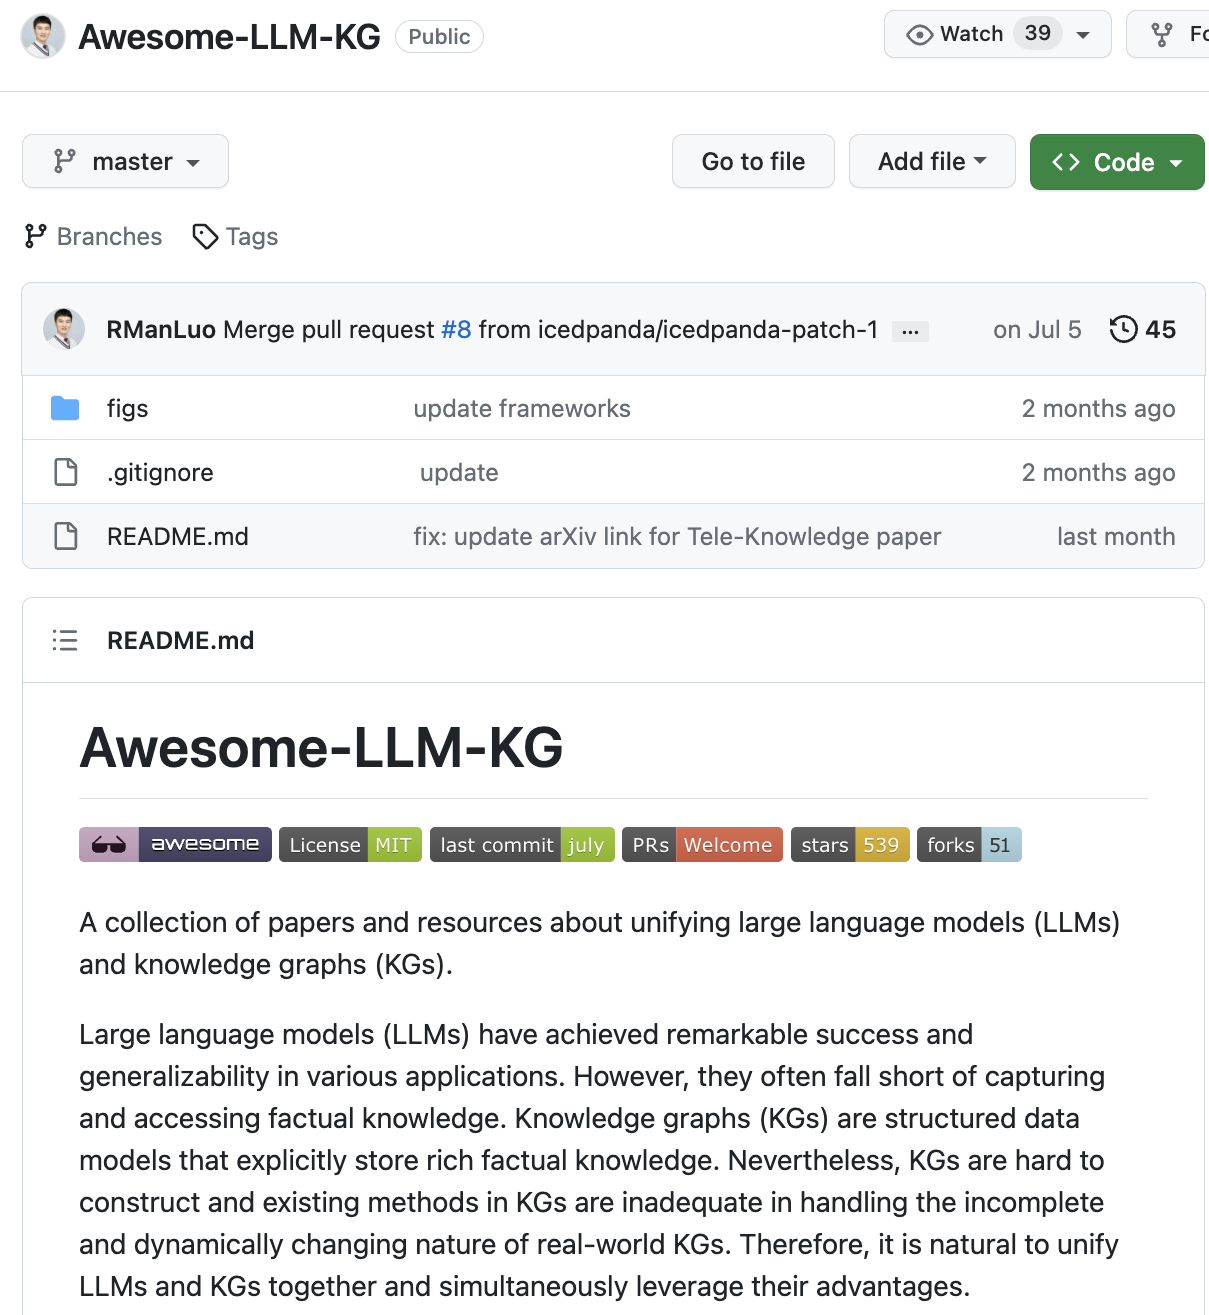 Awesome-LLM-KG Public Watch 39
master Go to file Add file Code
Branches Tags
RManLuo Merge pull request #8 from icedpanda/icedpanda-patch-1 ... on Jul 5 45
figs update frameworks 2 months ago
.gitignore update 2 months ago
README.md fix: update arXiv link for Tele-Knowledge paper last month
README.md
Awesome-LLM-KG
awesome License MIT last commit july PRs Welcome stars 539 forks 51
A collection of papers and resources about unifying large language models (LLMs)
and knowledge graphs (KGs).
Large language models (LLMs) have achieved remarkable success and
generalizability in various applications. However, they often fall short of capturing
and accessing factual knowledge. Knowledge graphs (KGs) are structured data
models that explicitly store rich factual knowledge. Nevertheless, KGs are hard to
construct and existing methods in KGs are inadequate in handling the incomplete
and dynamically changing nature of real-world KGs. Therefore, it is natural to unify
LLMs and KGs together and simultaneously leverage their advantages.